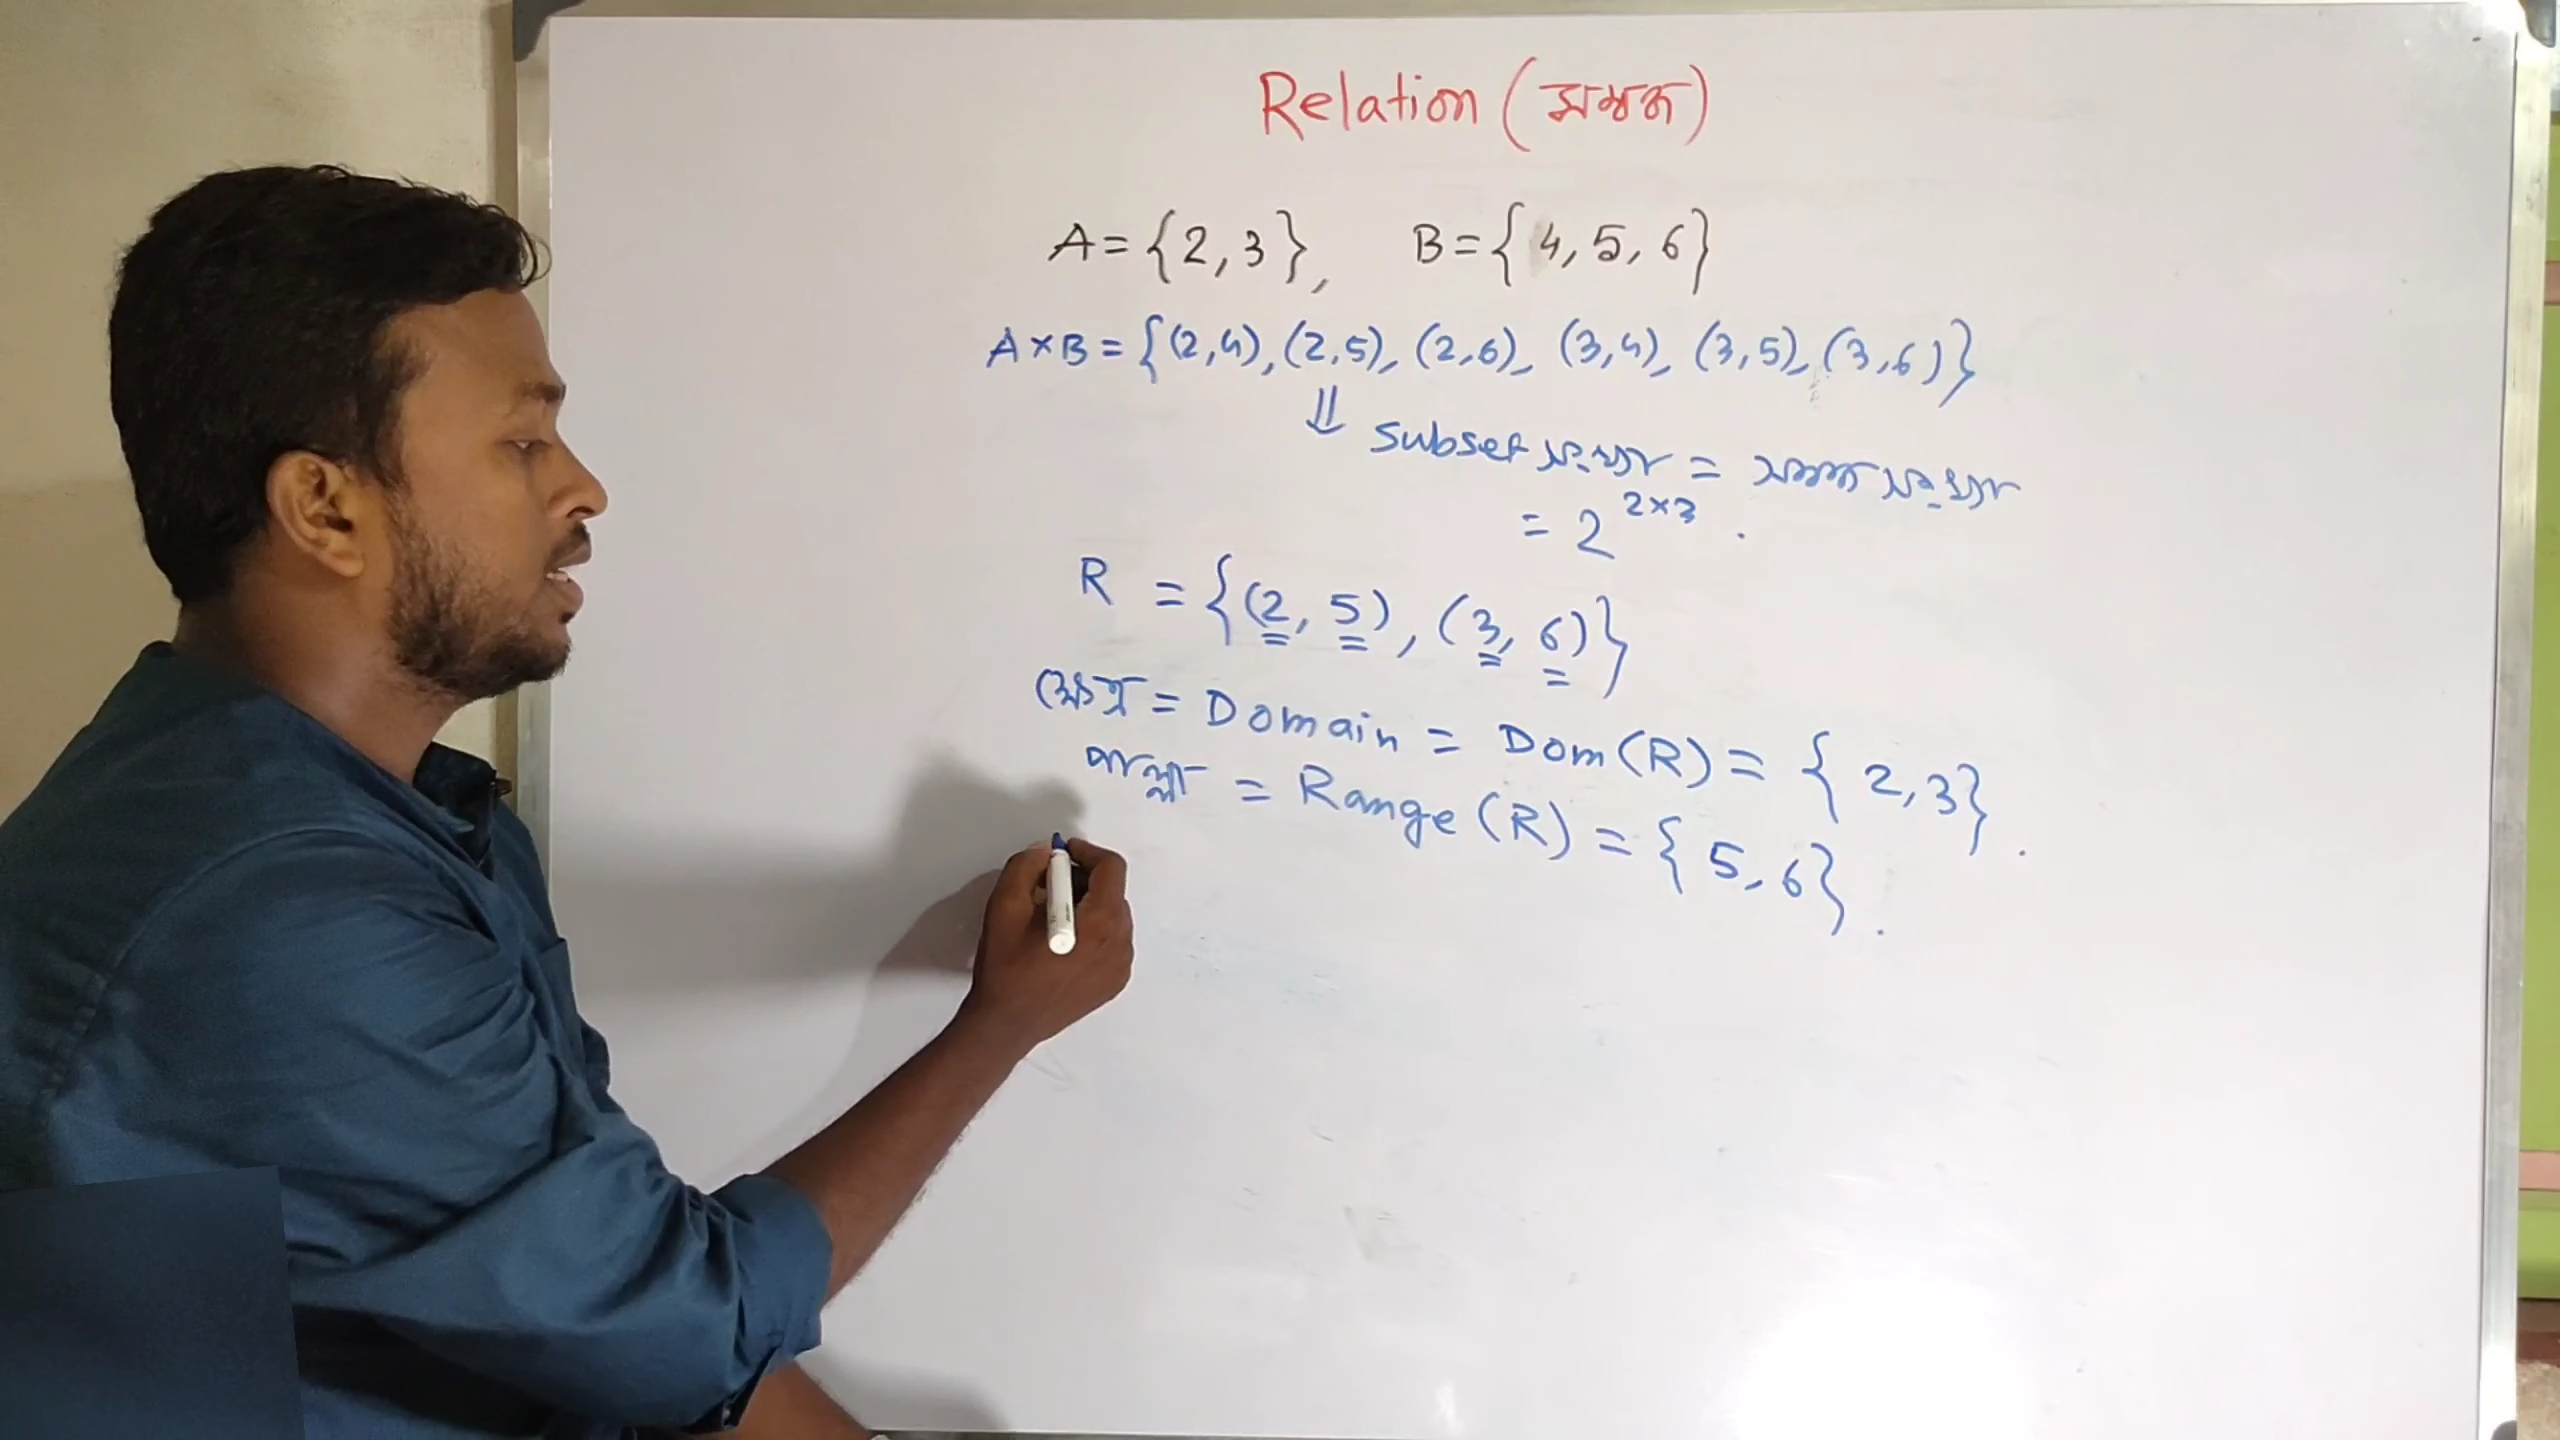 Relation (সম্বন্ধ)
A = {2, 3}, B = {4, 5, 6}
A×B = {(2,4), (2,5), (2,6), (3,4), (3,5), (3,6)}
⇓ Subset সংখ্যা = সম্বন্ধ সংখ্যা
= 2^{2×3}.
R = {(2, 5), (3, 6)}
ক্ষেত্র = Domain = Dom(R) = {2, 3}.
পাল্লা = Range(R) = {5, 6}.